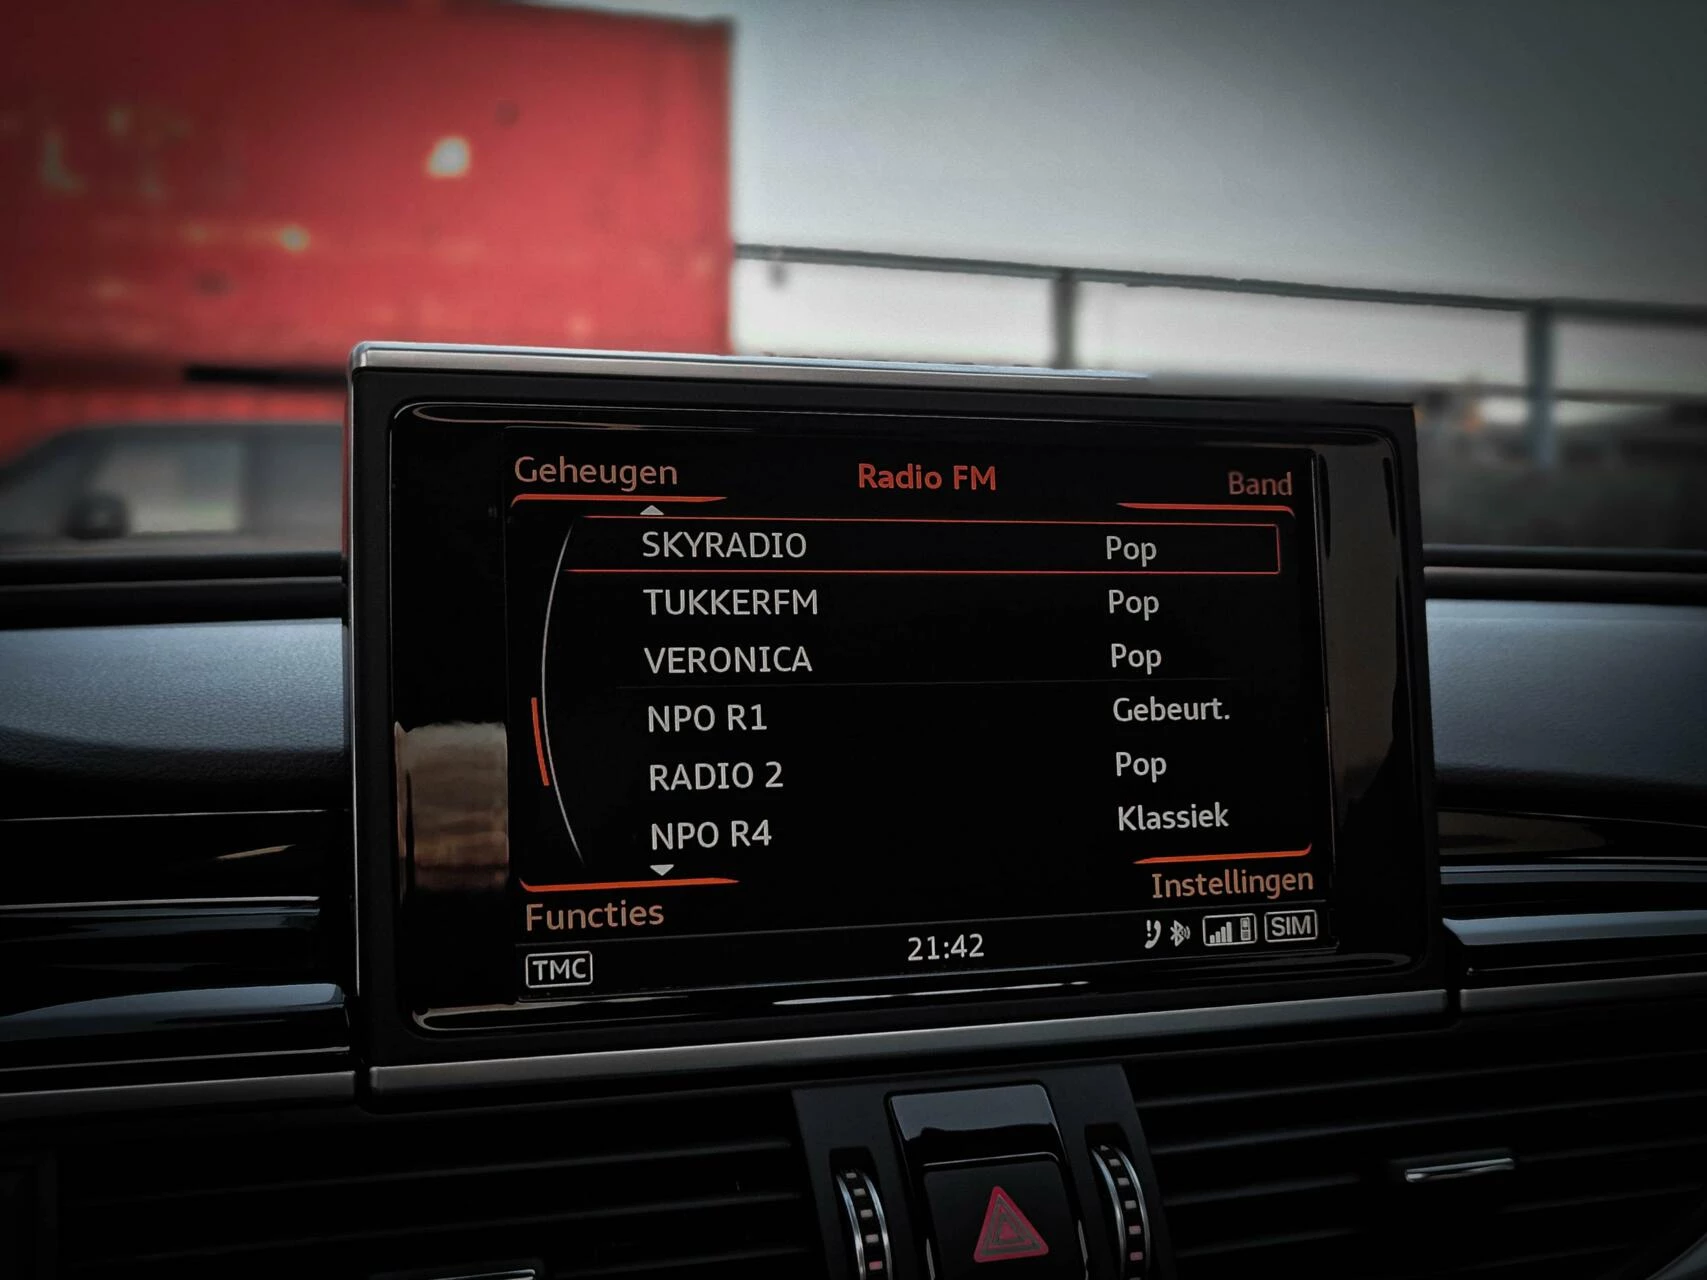 Geheugen Radio FM Band
SKYRADIO Pop
TUKKERFM Pop
VERONICA Pop
NPO R1 Gebeurt.
RADIO 2 Pop
NPO R4 Klassiek
Functies Instellingen
TMC 21:42 SIM